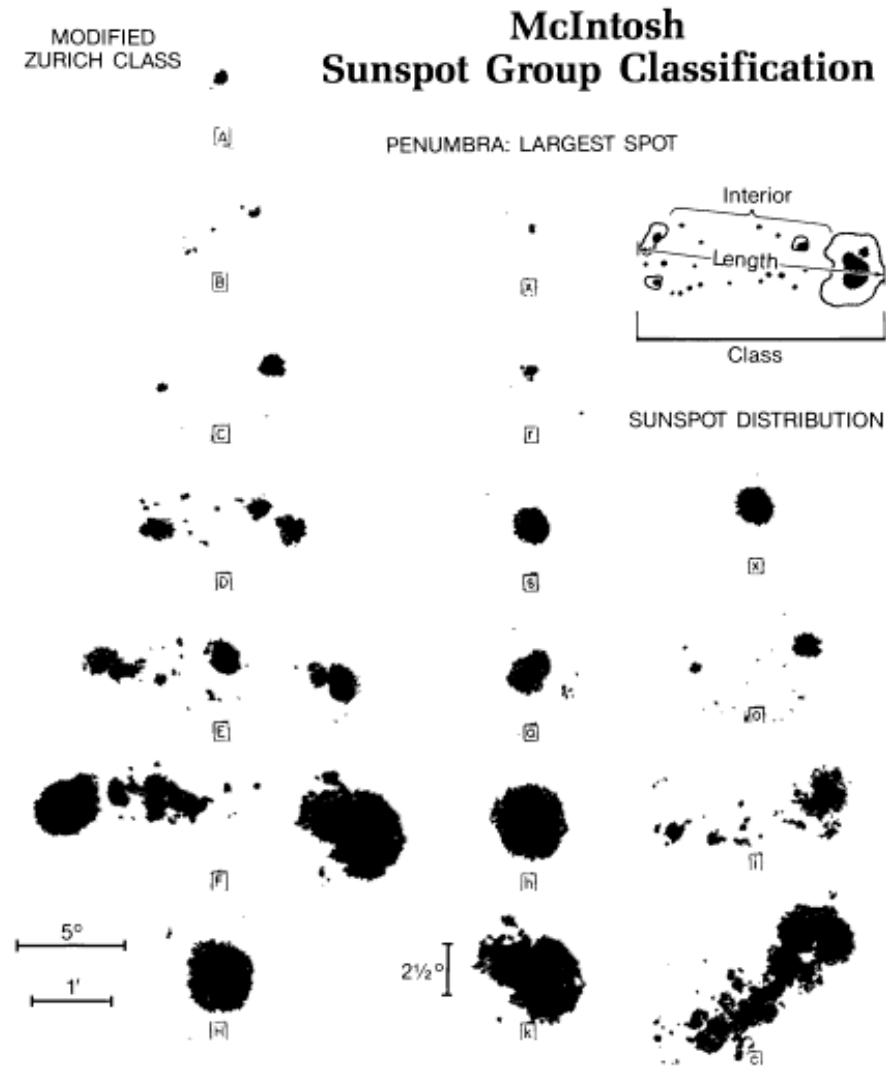 MODIFIED
ZURICH CLASS
McIntosh
Sunspot Group Classification
PENUMBRA: LARGEST SPOT
A
Interior
Length
Class
B
x
C
r
SUNSPOT DISTRIBUTION
D
s
x
E
a
o
F
h
i
5°
1'
2½°
H
k
c